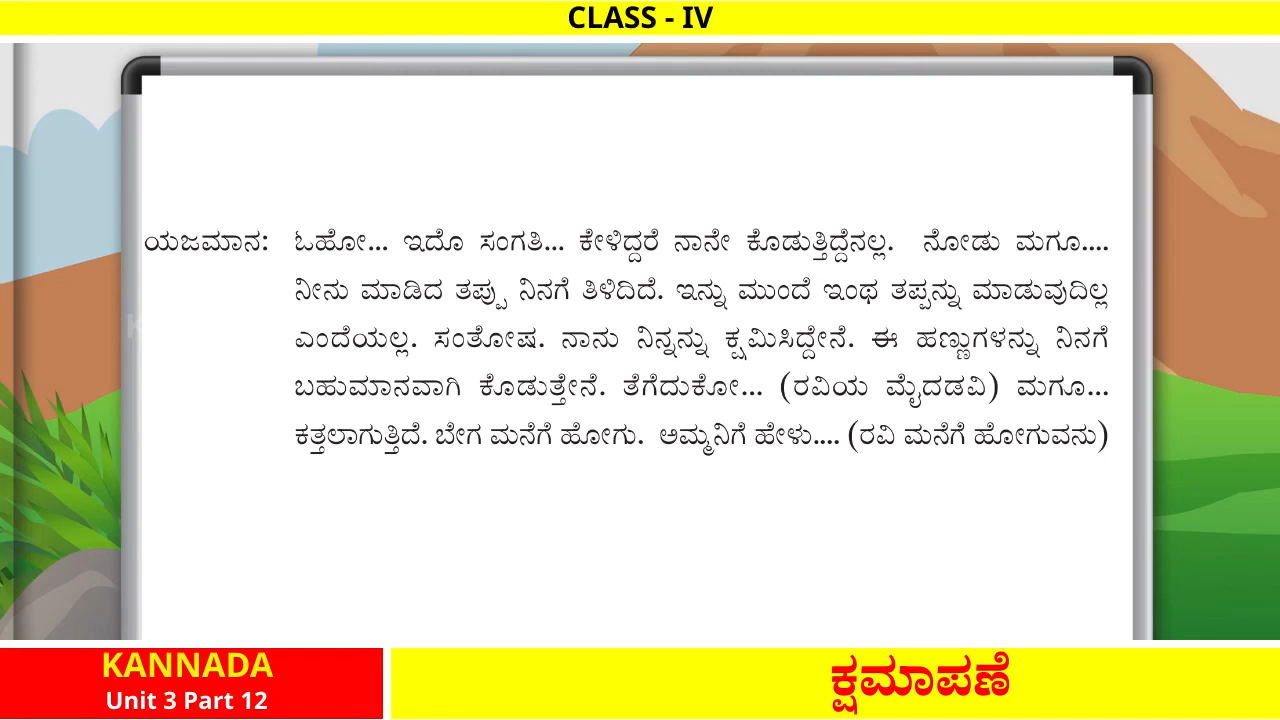 CLASS - IV
ಯಜಮಾನ: ಓಹೋ... ಇದೊ ಸಂಗತಿ... ಕೇಳಿದ್ದರೆ ನಾನೇ ಕೊಡುತ್ತಿದ್ದೆನಲ್ಲ. ನೋಡು ಮಗೂ....
ನೀನು ಮಾಡಿದ ತಪ್ಪು ನಿನಗೆ ತಿಳಿದಿದೆ. ಇನ್ನು ಮುಂದೆ ಇಂಥ ತಪ್ಪನ್ನು ಮಾಡುವುದಿಲ್ಲ
ಎಂದೆಯಲ್ಲ. ಸಂತೋಷ. ನಾನು ನಿನ್ನನ್ನು ಕ್ಷಮಿಸಿದ್ದೇನೆ. ಈ ಹಣ್ಣುಗಳನ್ನು ನಿನಗೆ
ಬಹುಮಾನವಾಗಿ ಕೊಡುತ್ತೇನೆ. ತೆಗೆದುಕೋ... (ರವಿಯ ಮೈದಡವಿ) ಮಗೂ...
ಕತ್ತಲಾಗುತ್ತಿದೆ. ಬೇಗ ಮನೆಗೆ ಹೋಗು. ಅಮ್ಮನಿಗೆ ಹೇಳು.... (ರವಿ ಮನೆಗೆ ಹೋಗುವನು)
KANNADA
Unit 3 Part 12
ಕ್ಷಮಾಪಣೆ